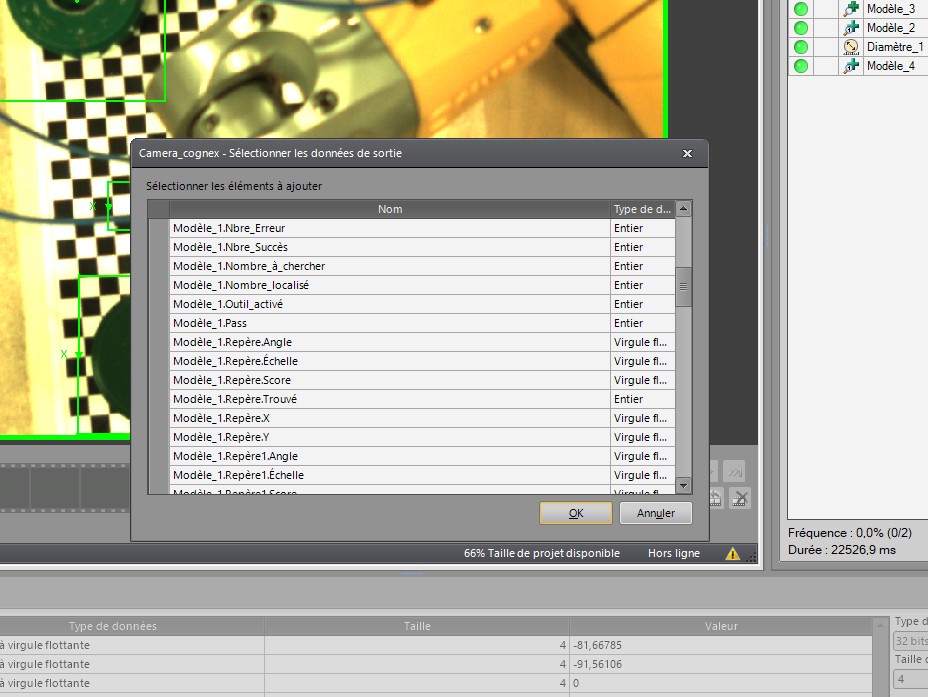 Modèle_3
Modèle_2
Diamètre_1
Modèle_4
Camera_cognex - Sélectionner les données de sortie
Sélectionner les éléments à ajouter
Nom Type de d...
Modèle_1.Nbre_Erreur Entier
Modèle_1.Nbre_Succès Entier
Modèle_1.Nombre_à_chercher Entier
Modèle_1.Nombre_localisé Entier
Modèle_1.Outil_activé Entier
Modèle_1.Pass Entier
Modèle_1.Repère.Angle Virgule fl...
Modèle_1.Repère.Échelle Virgule fl...
Modèle_1.Repère.Score Virgule fl...
Modèle_1.Repère.Trouvé Entier
Modèle_1.Repère.X Virgule fl...
Modèle_1.Repère.Y Virgule fl...
Modèle_1.Repère1.Angle Virgule fl...
Modèle_1.Repère1.Échelle Virgule fl...
Modèle_1.Repère1.Score Virgule fl...
OK Annuler
X
X
66% Taille de projet disponible Hors ligne
Fréquence : 0,0% (0/2)
Durée : 22526,9 ms
Type de données Taille Valeur
à virgule flottante 4 -81,66785
à virgule flottante 4 -91,56106
à virgule flottante 4 0
Type d
32 bits
Taille
4